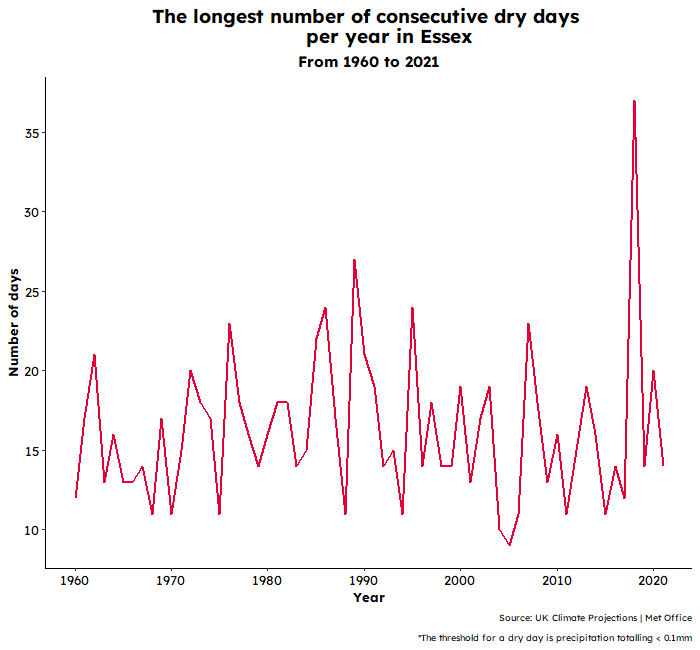 The longest number of consecutive dry days
per year in Essex
From 1960 to 2021
Number of days
35
30
25
20
15
10
1960 1970 1980 1990 2000 2010 2020
Year
Source: UK Climate Projections | Met Office
*The threshold for a dry day is precipitation totalling < 0.1mm